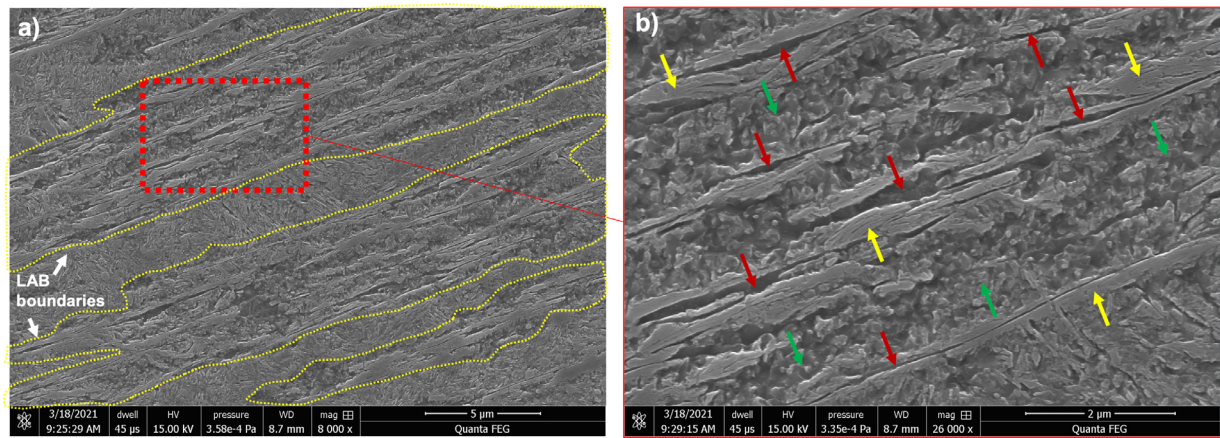 a)
LAB
boundaries
3/18/2021 dwell HV pressure WD mag
9:25:29 AM 45 µs 15.00 kV 3.58e-4 Pa 8.7 mm 8 000 x
5 µm
Quanta FEG
b)
3/18/2021 dwell HV pressure WD mag
9:29:15 AM 45 µs 15.00 kV 3.35e-4 Pa 8.7 mm 26 000 x
2 µm
Quanta FEG